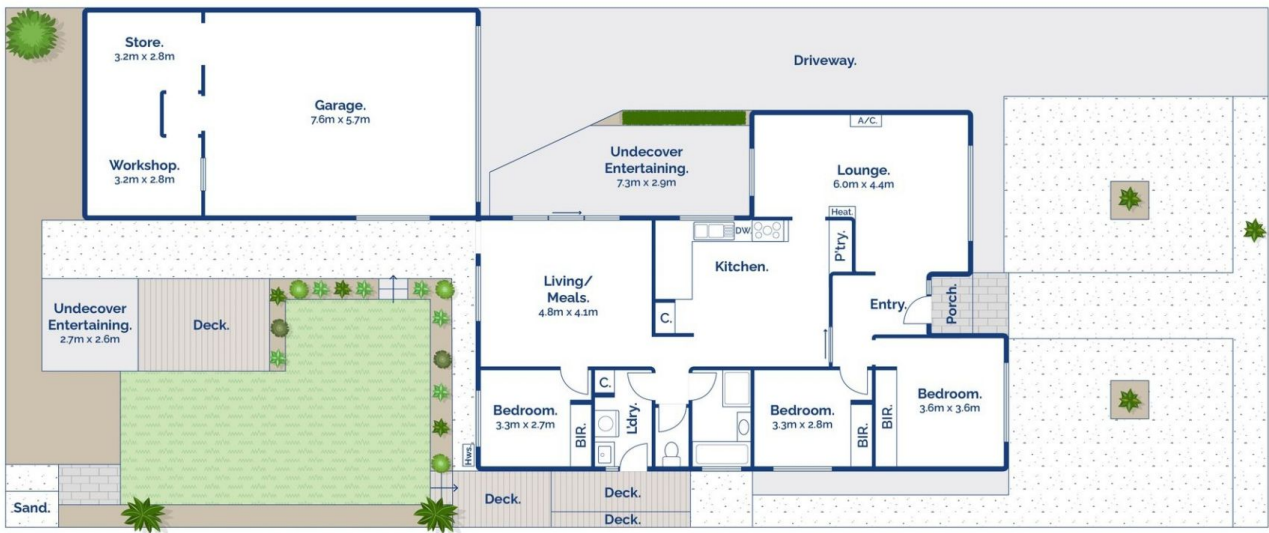 Store.
3.2m x 2.8m
Garage.
7.6m x 5.7m
Workshop.
3.2m x 2.8m
Driveway.
A/C.
Undecover
Entertaining.
7.3m x 2.9m
Lounge.
6.0m x 4.4m
Heat.
DW.
P'try.
Kitchen.
Living/
Meals.
4.8m x 4.1m
C.
Entry.
Porch.
Undecover
Entertaining.
2.7m x 2.6m
Deck.
Bedroom.
3.3m x 2.7m
BIR.
C.
L'dry.
Bedroom.
3.3m x 2.8m
BIR.
BIR.
Bedroom.
3.6m x 3.6m
Hws.
Sand.
Deck.
Deck.
Deck.